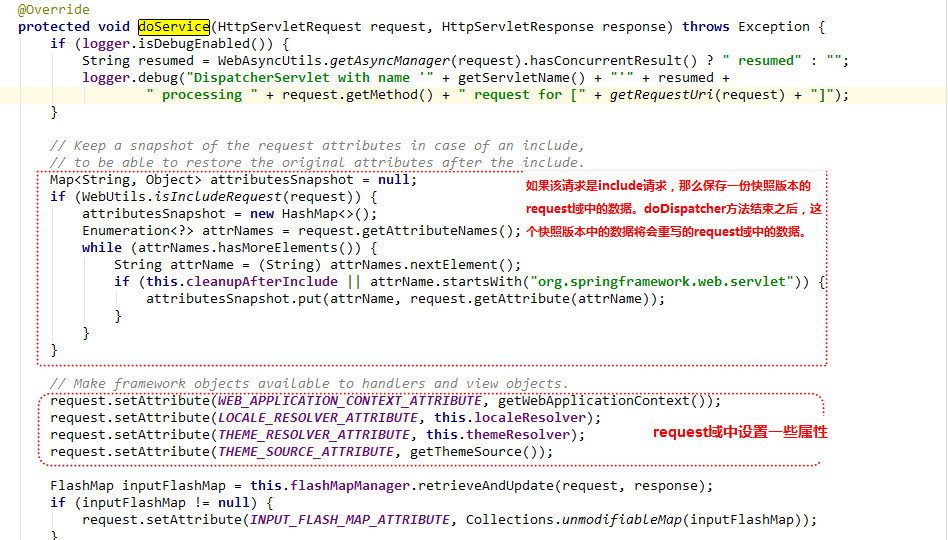 @Override
protected void doService(HttpServletRequest request, HttpServletResponse response) throws Exception {
if (logger.isDebugEnabled()) {
String resumed = WebAsyncUtils.getAsyncManager(request).hasConcurrentResult() ? " resumed" : "";
logger.debug("DispatcherServlet with name '" + getServletName() + "'" + resumed +
" processing " + request.getMethod() + " request for [" + getRequestUri(request) + "]");
}
// Keep a snapshot of the request attributes in case of an include,
// to be able to restore the original attributes after the include.
Map<String, Object> attributesSnapshot = null;
if (WebUtils.isIncludeRequest(request)) {
attributesSnapshot = new HashMap<>();
Enumeration<?> attrNames = request.getAttributeNames();
while (attrNames.hasMoreElements()) {
String attrName = (String) attrNames.nextElement();
if (this.cleanupAfterInclude || attrName.startsWith("org.springframework.web.servlet")) {
attributesSnapshot.put(attrName, request.getAttribute(attrName));
}
}
}
如果该请求是include请求，那么保存一份快照版本的
request域中的数据。doDispatcher方法结束之后，这
个快照版本中的数据将会重写的request域中的数据。
// Make framework objects available to handlers and view objects.
request.setAttribute(WEB_APPLICATION_CONTEXT_ATTRIBUTE, getWebApplicationContext());
request.setAttribute(LOCALE_RESOLVER_ATTRIBUTE, this.localeResolver);
request.setAttribute(THEME_RESOLVER_ATTRIBUTE, this.themeResolver);
request.setAttribute(THEME_SOURCE_ATTRIBUTE, getThemeSource());
request域中设置一些属性
FlashMap inputFlashMap = this.flashMapManager.retrieveAndUpdate(request, response);
if (inputFlashMap != null) {
request.setAttribute(INPUT_FLASH_MAP_ATTRIBUTE, Collections.unmodifiableMap(inputFlashMap));
}